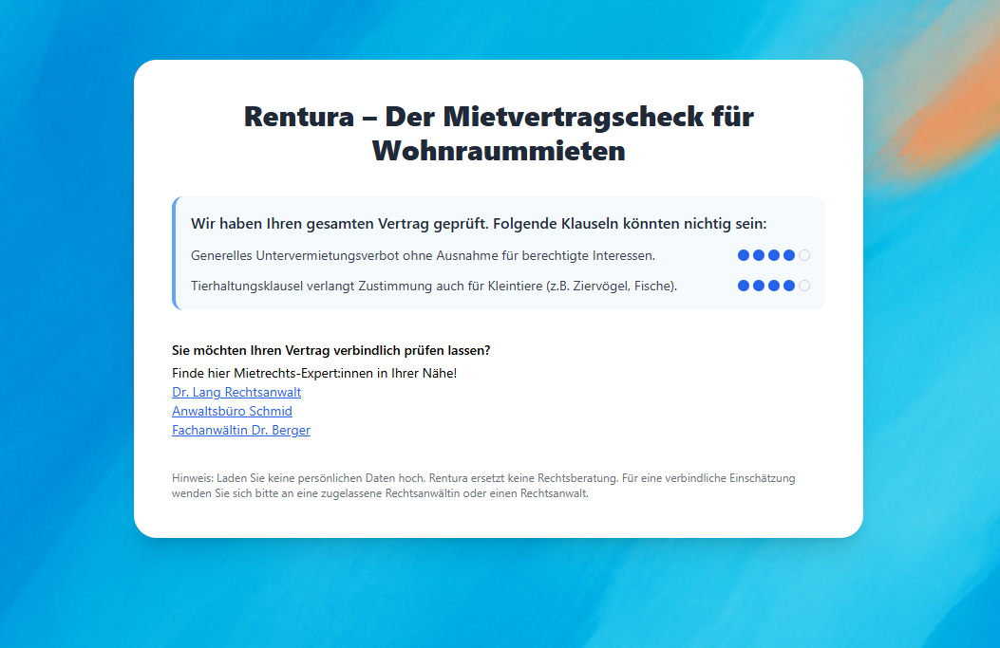 Rentura – Der Mietvertragscheck für
Wohnraummieten
Wir haben Ihren gesamten Vertrag geprüft. Folgende Klauseln könnten nichtig sein:
Generelles Untervermietungsverbot ohne Ausnahme für berechtigte Interessen.
Tierhaltungsklausel verlangt Zustimmung auch für Kleintiere (z.B. Ziervögel, Fische).
Sie möchten Ihren Vertrag verbindlich prüfen lassen?
Finde hier Mietrechts-Expert:innen in Ihrer Nähe!
Dr. Lang Rechtsanwalt
Anwaltsbüro Schmid
Fachanwältin Dr. Berger
Hinweis: Laden Sie keine persönlichen Daten hoch. Rentura ersetzt keine Rechtsberatung. Für eine verbindliche Einschätzung
wenden Sie sich bitte an eine zugelassene Rechtsanwältin oder einen Rechtsanwalt.